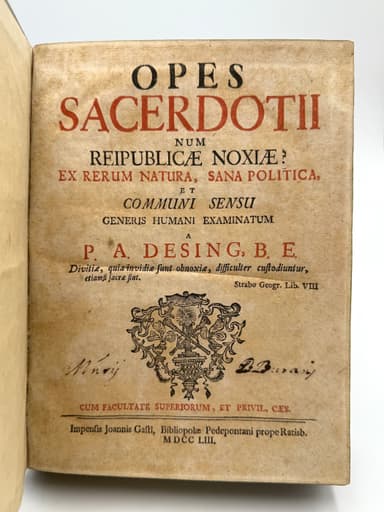 OPES
SACERDOTII
NUM
REIPUBLICÆ NOXIÆ?
EX RERUM NATURA, SANA POLITICA,
ET
COMMUNI SENSU
GENERIS HUMANI EXAMINATUM
A
P. A. DESING, B. E.
Divitiæ, quia invidiæ sunt obnoxiæ, difficulter custodiuntur,
etiamsi sacræ sint.
Strabo Geogr. Lib. VIII
CUM FACULTATE SUPERIORUM, ET PRIVIL. CÆS.
Impensis Joannis Gastl, Bibliopolæ Pedepontani prope Ratisb.
MDCC LIII.